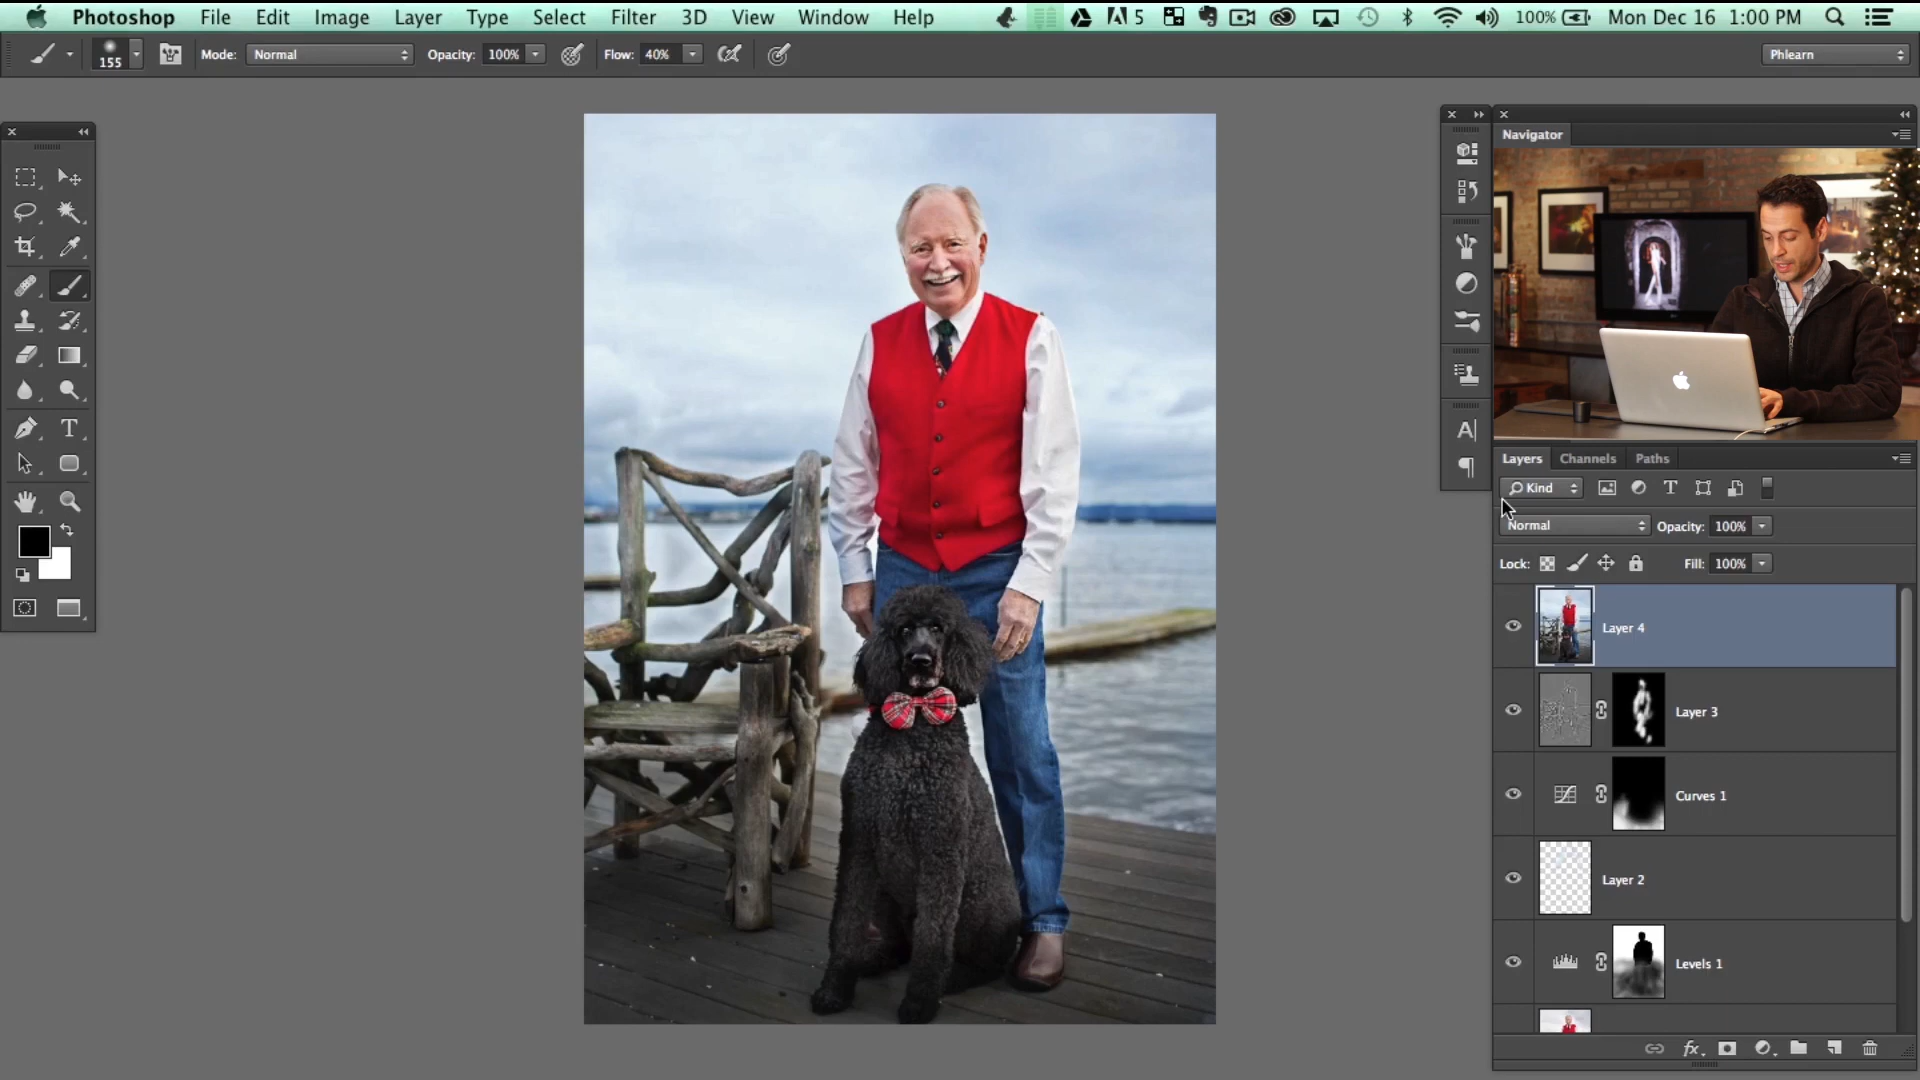 Photoshop File Edit Image Layer Type Select Filter 3D View Window Help 5 100% Mon Dec 16 1:00 PM
155 Mode: Normal Opacity: 100% Flow: 40% Phlearn
Navigator
Layers Channels Paths
Kind
Normal Opacity: 100%
Lock: Fill: 100%
Layer 4
Layer 3
Curves 1
Layer 2
Levels 1